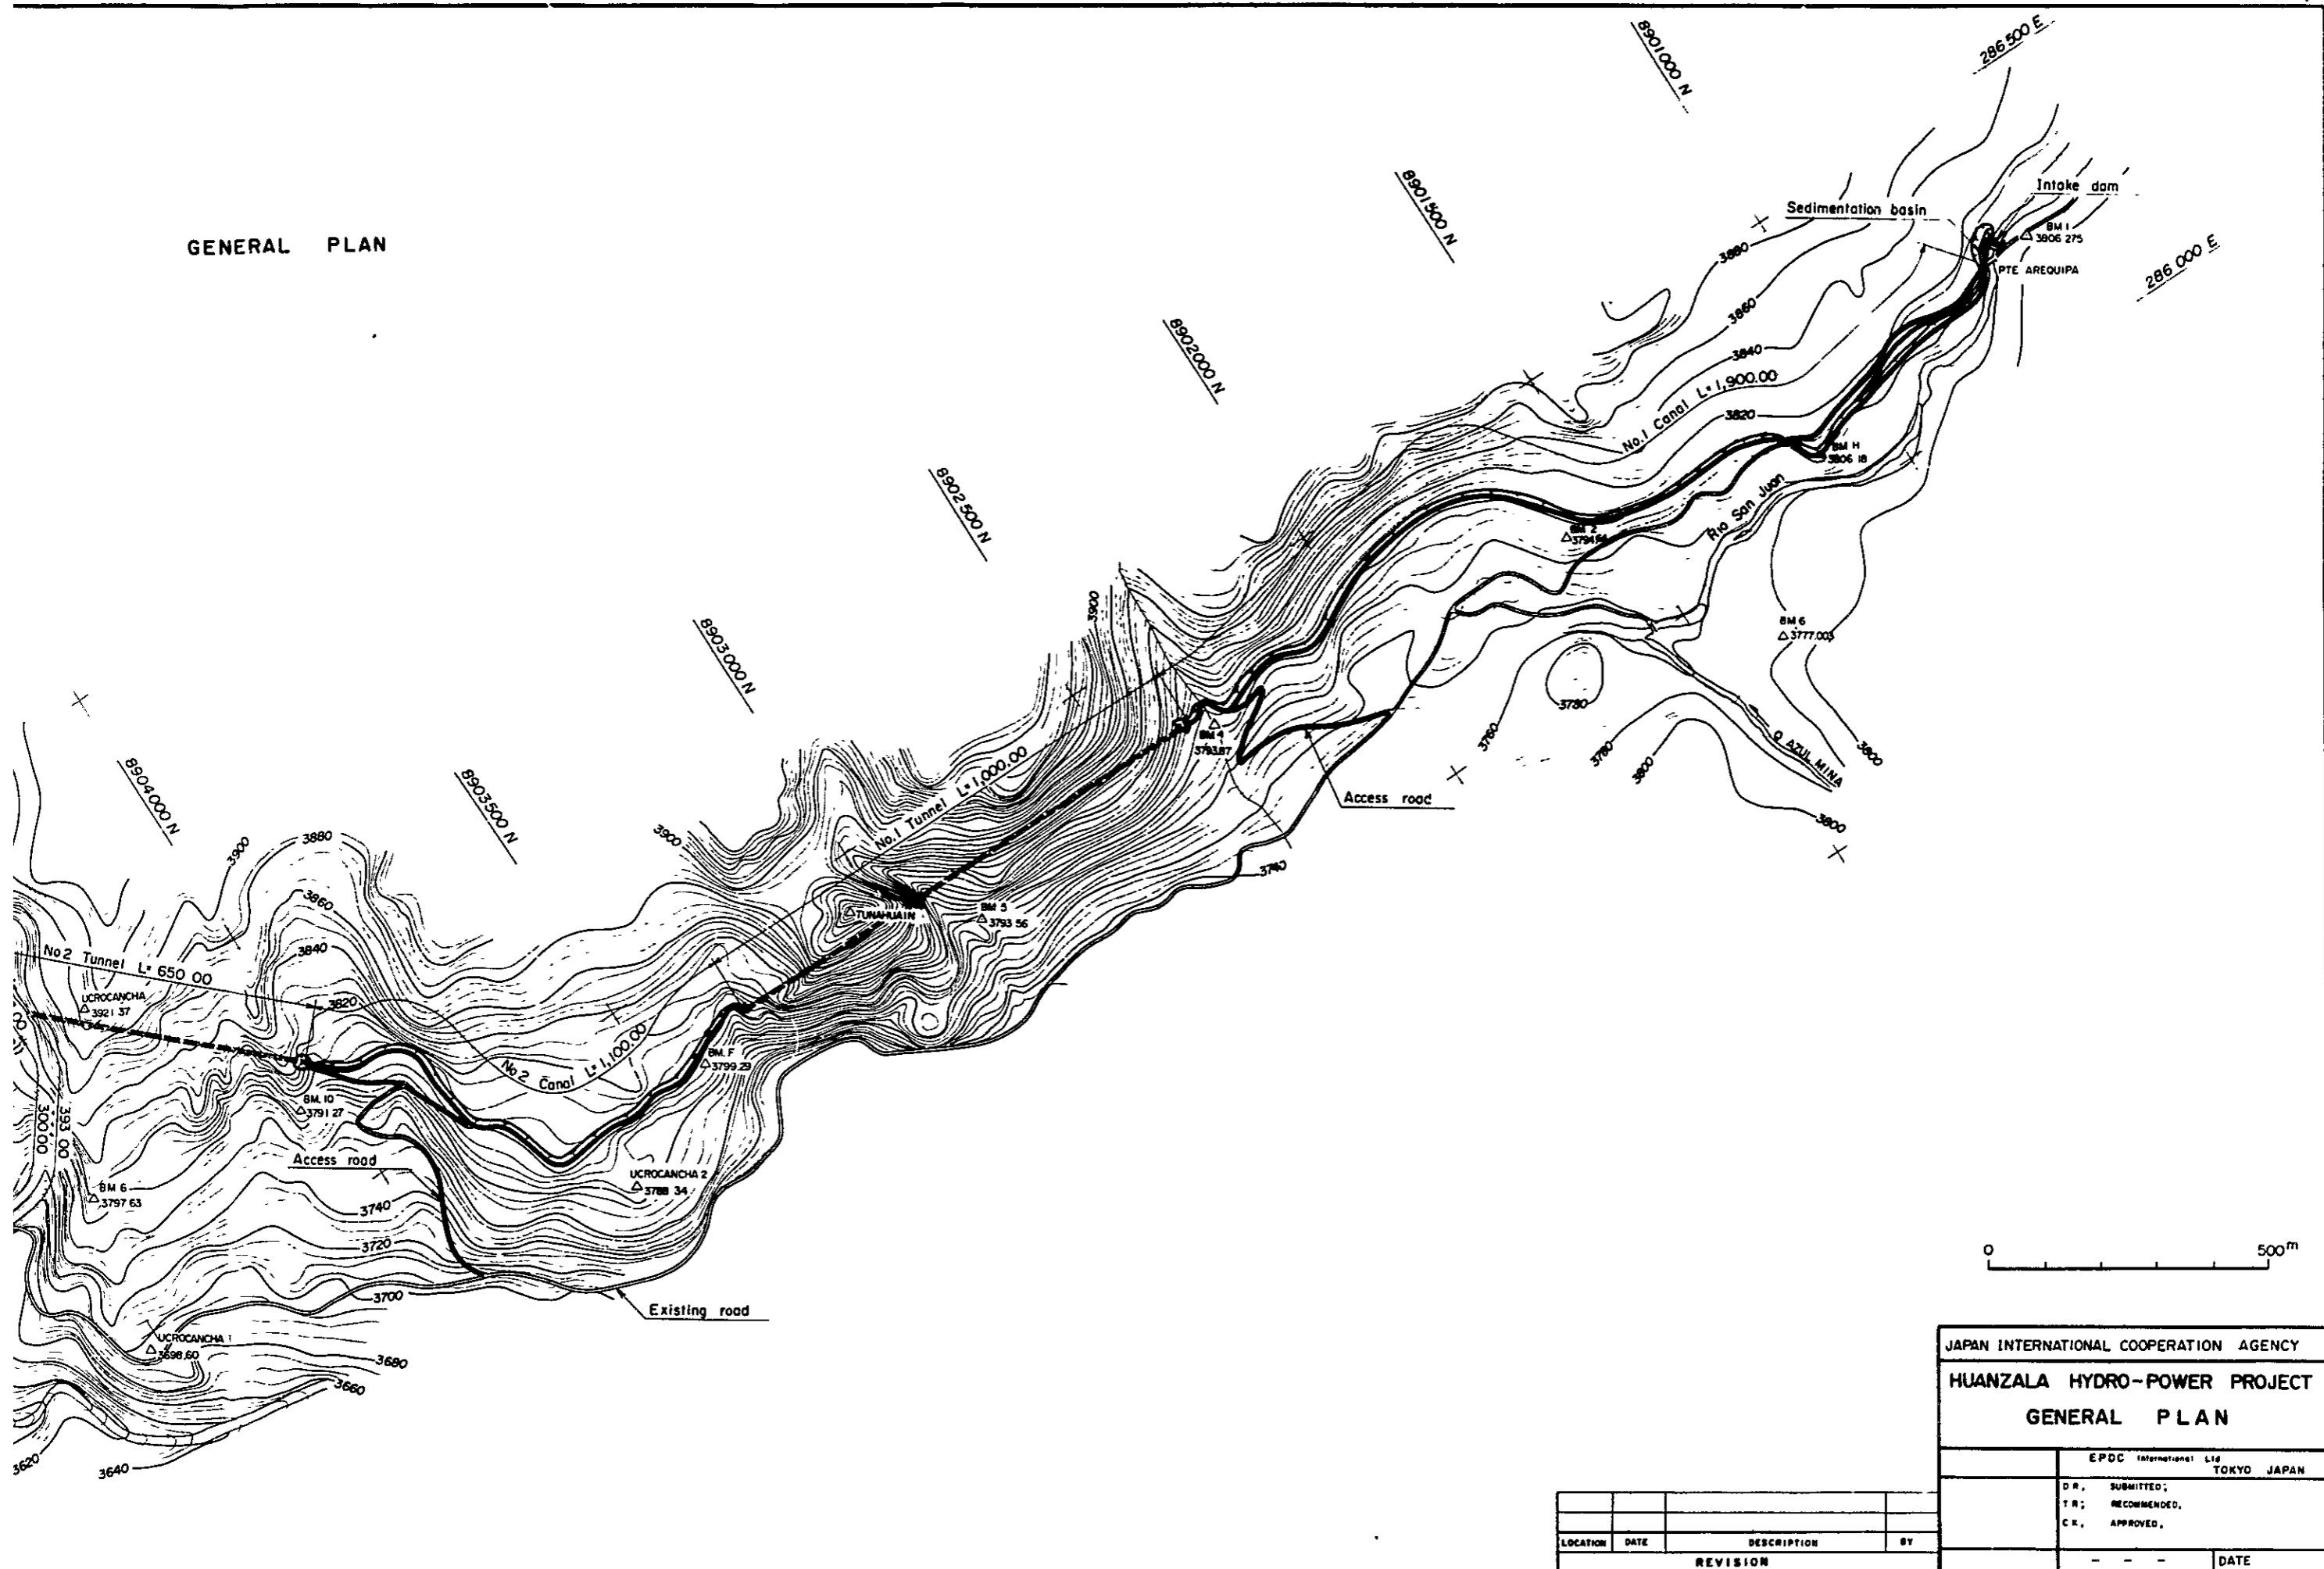 GENERAL PLAN
8901000 N
286 500 E
8901500 N
Intake dam
Sedimentation basin
BM 1
3806 275
PTE AREQUIPA
286 000 E
8902000 N
3880
3860
3840
No.1 Canal L=1,900.00
3820
BM H
3806 18
8902500 N
Rio San Juan
BM 2
BM 6
3777.003
3900
8903000 N
3780
3760
3780
3800
Q AZUL MINA
3800
3800
BM 4
3793.87
Access road
8904000 N
8903500 N
No.1 Tunnel L=1,000.00
3740
3900
3880
3900
3860
TUNAHUAIN
BM 5
3793 56
3840
No 2 Tunnel L= 650 00
UCROCANCHA
3921 37
3820
No 2 Canal L= 1,100.00
BM. F
3799.29
BM. 10
3791 27
300.00
393 00
Access road
UCROCANCHA 2
3788 34
BM 6
3797 63
3740
3720
3700
Existing road
UCROCANCHA 1
3698.60
3680
3660
3640
3620
0 500m
JAPAN INTERNATIONAL COOPERATION AGENCY
HUANZALA HYDRO-POWER PROJECT
GENERAL PLAN
EPDC International Ltd
TOKYO JAPAN
D R, SUBMITTED;
T R; RECOMMENDED,
C K, APPROVED,
LOCATION DATE DESCRIPTION BY
REVISION
- - - DATE